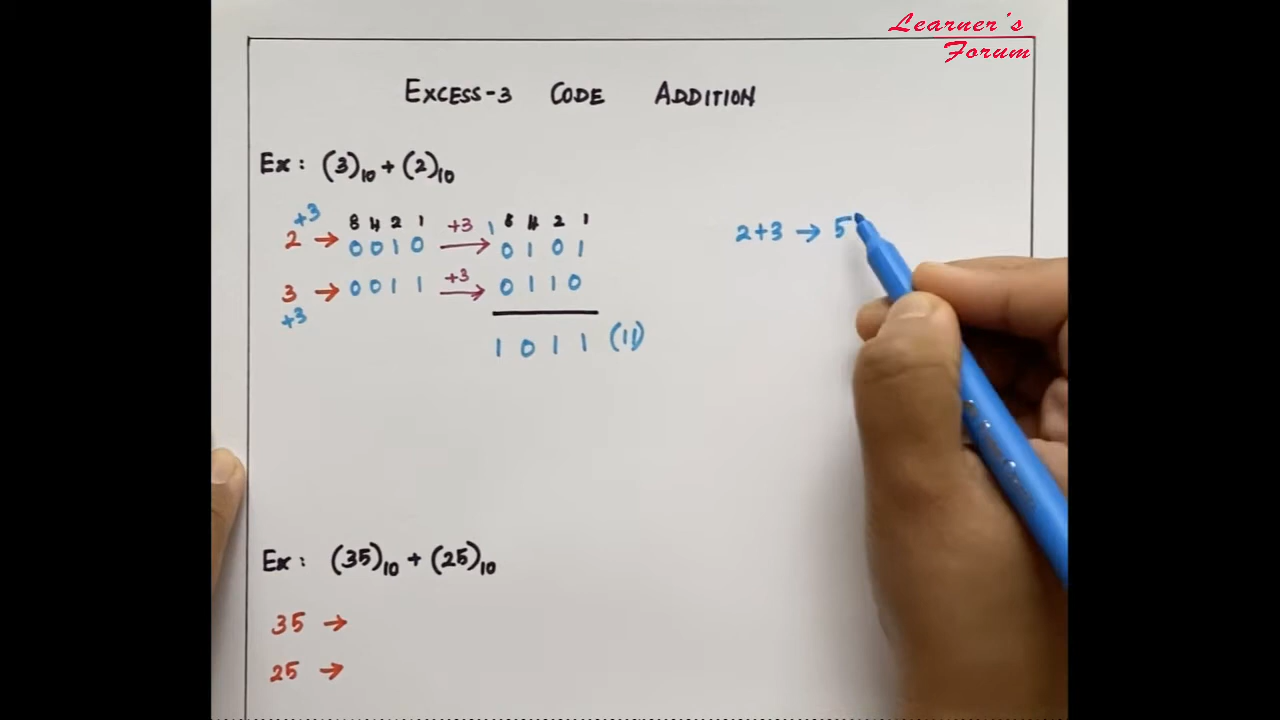 Learner's
Forum
EXCESS-3 CODE ADDITION
Ex : (3)₁₀ + (2)₁₀
+3 8 4 2 1 +3 1 8 4 2 1
2 → 0 0 1 0 → 0 1 0 1 2+3 → 5
3 → 0 0 1 1 +3 → 0 1 1 0
+3
1 0 1 1 (11)
Ex : (35)₁₀ + (25)₁₀
35 →
25 →